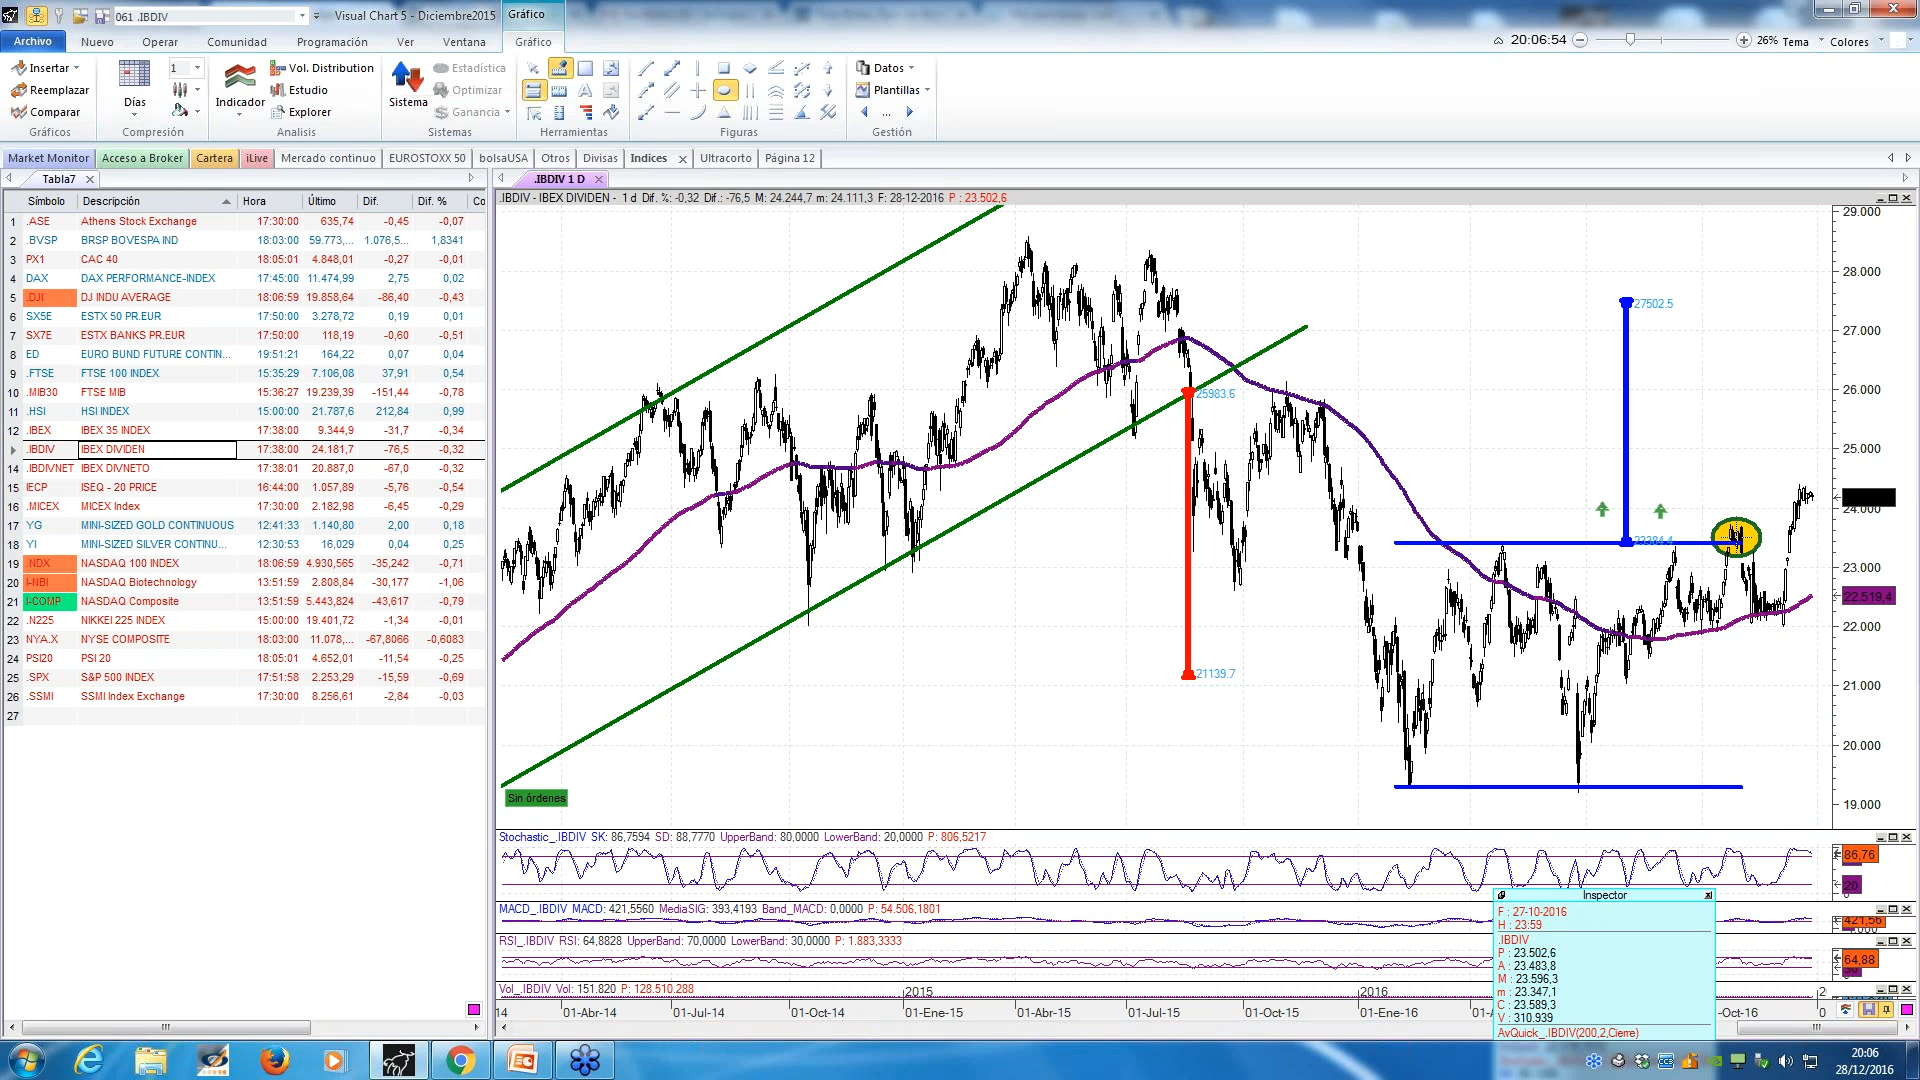 061 .IBDIV
Visual Chart 5 - Diciembre2015
Gráfico
Archivo Nuevo Operar Comunidad Programación Ver Ventana Gráfico
20:06:54 26% Tema Colores
Insertar
Reemplazar
Comparar
Gráficos
Días
1
Compresión
Indicador
Vol. Distribution
Estudio
Explorer
Analisis
Sistema
Estadística
Optimizar
Ganancia
Sistemas
Herramientas
Figuras
Datos
Plantillas
...
Gestión
Market Monitor Acceso a Broker Cartera iLive Mercado continuo EUROSTOXX 50 bolsaUSA Otros Divisas Indices Ultracorto Página 12
Tabla7
Símbolo Descripción Hora Último Dif. Dif. % Co
1 .ASE Athens Stock Exchange 17:30:00 635,74 -0,45 -0,07
2 .BVSP BRSP BOVESPA IND 18:03:00 59.773,... 1.076,5... 1,8341
3 PX1 CAC 40 18:05:01 4.848,01 -0,27 -0,01
4 DAX DAX PERFORMANCE-INDEX 17:45:00 11.474,99 2,75 0,02
5 .DJI DJ INDU AVERAGE 18:06:59 19.858,64 -86,40 -0,43
6 SX5E ESTX 50 PR.EUR 17:50:00 3.278,72 0,19 0,01
7 SX7E ESTX BANKS PR.EUR 17:50:00 118,19 -0,60 -0,51
8 ED EURO BUND FUTURE CONTIN... 19:51:21 164,22 0,07 0,04
9 .FTSE FTSE 100 INDEX 15:35:29 7.106,08 37,91 0,54
10 .MIB30 FTSE MIB 15:36:27 19.239,39 -151,44 -0,78
11 .HSI HSI INDEX 15:00:00 21.787,6 212,84 0,99
12 .IBEX IBEX 35 INDEX 17:38:00 9.344,9 -31,7 -0,34
.IBDIV IBEX DIVIDEN 17:38:00 24.181,7 -76,5 -0,32
14 .IBDIVNET IBEX DIVNETO 17:38:01 20.887,0 -67,0 -0,32
15 IECP ISEQ - 20 PRICE 16:44:00 1.057,89 -5,76 -0,54
16 .MICEX MICEX Index 17:30:00 2.182,98 -6,45 -0,29
17 YG MINI-SIZED GOLD CONTINUOUS 12:41:33 1.140,80 2,00 0,18
18 YI MINI-SIZED SILVER CONTINU... 12:30:53 16,029 0,04 0,25
19 .NDX NASDAQ 100 INDEX 18:06:59 4.930,565 -35,242 -0,71
20 I-NBI NASDAQ Biotechnology 13:51:59 2.808,84 -30,177 -1,06
21 I-COMP NASDAQ Composite 13:51:59 5.443,824 -43,617 -0,79
22 .N225 NIKKEI 225 INDEX 15:00:00 19.401,72 -1,34 -0,01
23 NYA.X NYSE COMPOSITE 18:03:00 11.078,... -67,8066 -0,6083
24 PSI20 PSI 20 18:05:01 4.652,01 -11,54 -0,25
25 .SPX S&P 500 INDEX 17:51:58 2.253,29 -15,59 -0,69
26 .SSMI SSMI Index Exchange 17:30:00 8.256,61 -2,84 -0,03
27
.IBDIV 1 D
.IBDIV - IBEX DIVIDEN - 1 d Dif. %: -0,32 Dif.: -76,5 M: 24.244,7 m: 24.111,3 F: 28-12-2016 P : 23.502,6
29.000
28.000
27502.5
27.000
26.000
25983.6
25.000
24.000
23384.4
23.000
22.519,4
22.000
21139.7
21.000
20.000
19.000
Sin órdenes
Stochastic_.IBDIV SK: 86,7594 SD: 88,7770 UpperBand: 80,0000 LowerBand: 20,0000 P: 806,5217
86,76
20
MACD_.IBDIV MACD: 421,5560 MediaSIG: 393,4193 Band_MACD: 0,0000 P: 54.506,1801
421,56
RSI_.IBDIV RSI: 64,8828 UpperBand: 70,0000 LowerBand: 30,0000 P: 1.883,3333
64,88
Vol_.IBDIV Vol: 151.820 P: 128.510.288
2015 2016 2
14 01-Abr-14 01-Jul-14 01-Oct-14 01-Ene-15 01-Abr-15 01-Jul-15 01-Oct-15 01-Ene-16 -Oct-16 0
Inspector
F : 27-10-2016
H : 23:59
.IBDIV
P : 23.502,6
A : 23.483,8
M : 23.596,3
m : 23.347,1
C : 23.589,3
V : 310.939
AvQuick_.IBDIV(200,2,Cierre)
20:06
28/12/2016